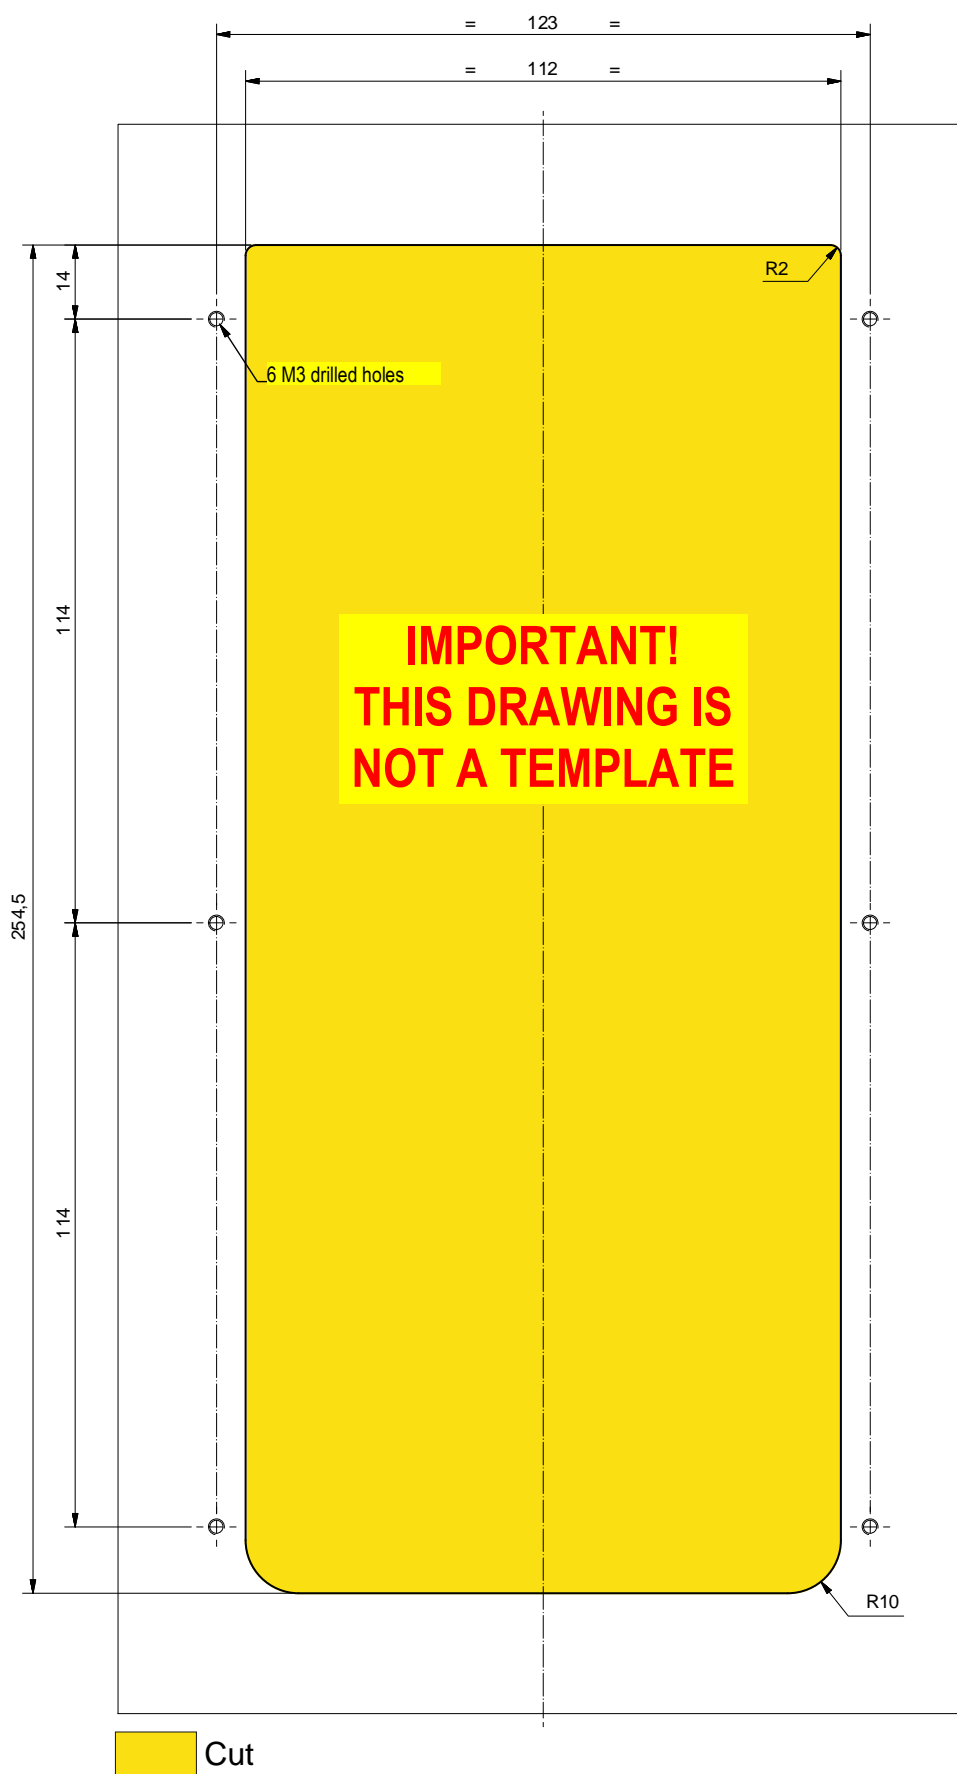 = 123 =
= 112 =
14
R2
6 M3 drilled holes
114
IMPORTANT!
THIS DRAWING IS
NOT A TEMPLATE
254,5
114
R10
Cut